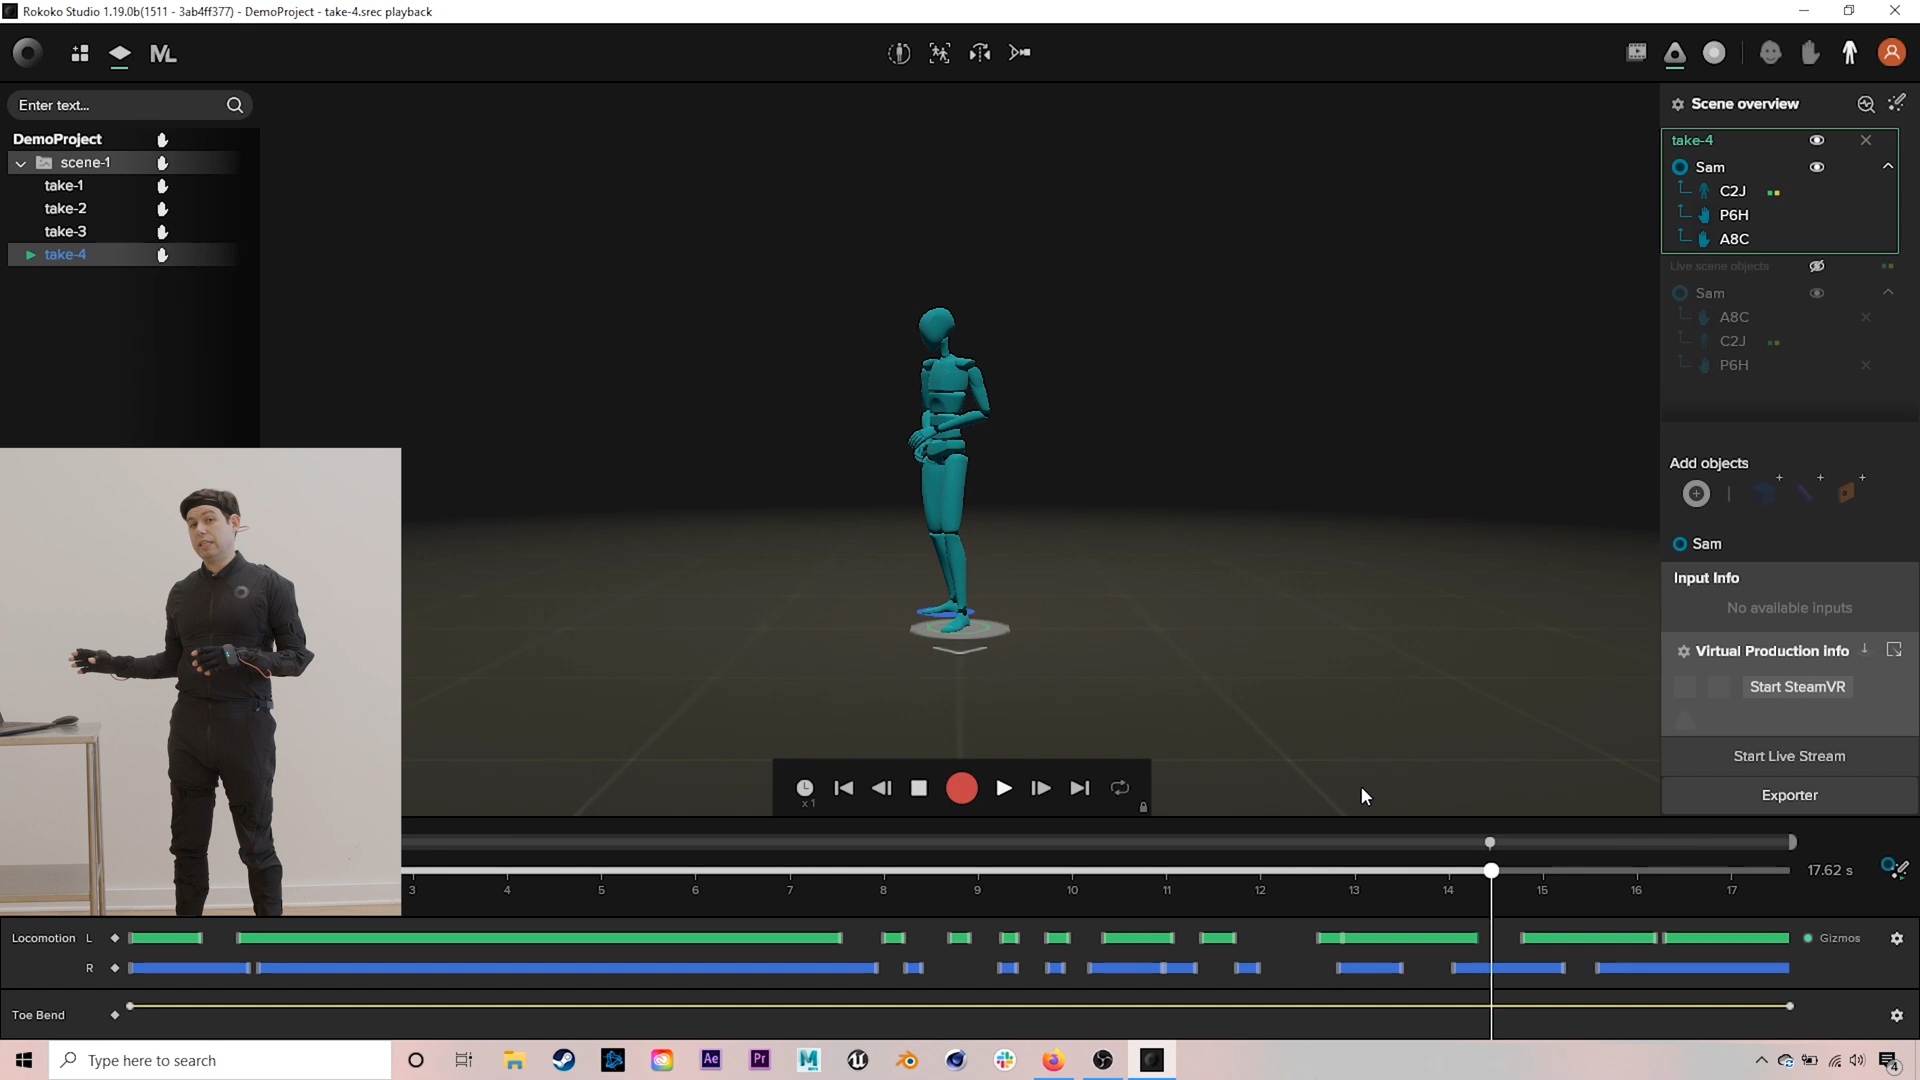 Rokoko Studio 1.19.0b(1511 - 3ab4ff377) - DemoProject - take-4.srec playback
ML
Enter text...
Scene overview
DemoProject
scene-1
take-1
take-2
take-3
take-4
take-4
Sam
C2J
P6H
A8C
Live scene objects
Sam
A8C
C2J
P6H
Add objects
Sam
Input Info
No available inputs
Virtual Production info
Start SteamVR
Start Live Stream
Exporter
x 1
17.62 s
3 4 5 6 7 8 9 10 11 12 13 14 15 16 17
Locomotion L
Gizmos
R
Toe Bend
Type here to search
Ae
Pr
M
4